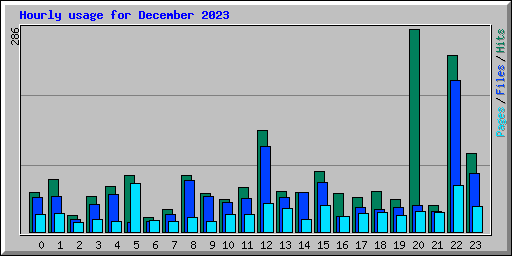 Hourly usage for December 2023
286
Pages/Files/Hits
0 1 2 3 4 5 6 7 8 9 10 11 12 13 14 15 16 17 18 19 20 21 22 23